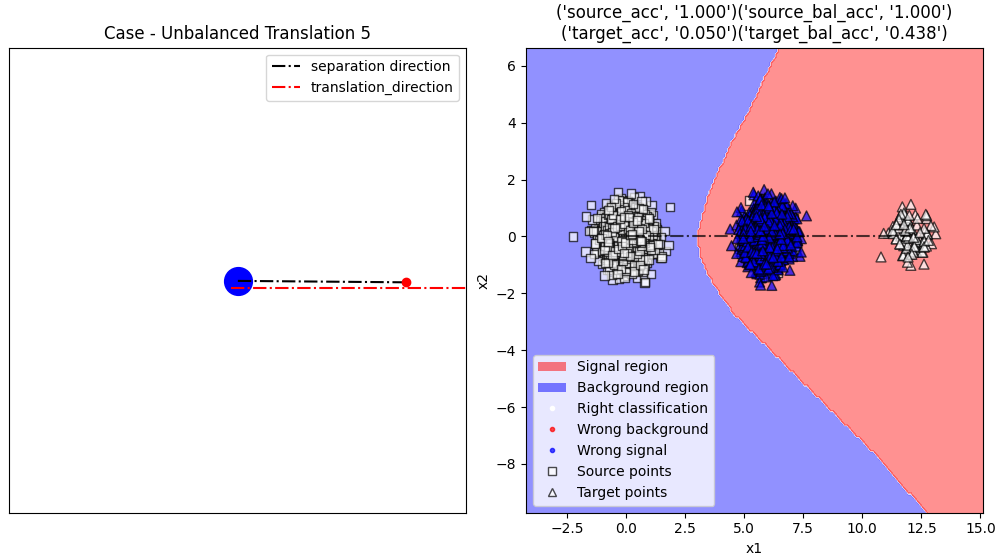 Case - Unbalanced Translation 5
separation direction
translation_direction
('source_acc', '1.000')('source_bal_acc', '1.000')
('target_acc', '0.050')('target_bal_acc', '0.438')
6
4
2
0
−2
−4
−6
−8
x2
Signal region
Background region
Right classification
Wrong background
Wrong signal
Source points
Target points
−2.5 0.0 2.5 5.0 7.5 10.0 12.5 15.0
x1